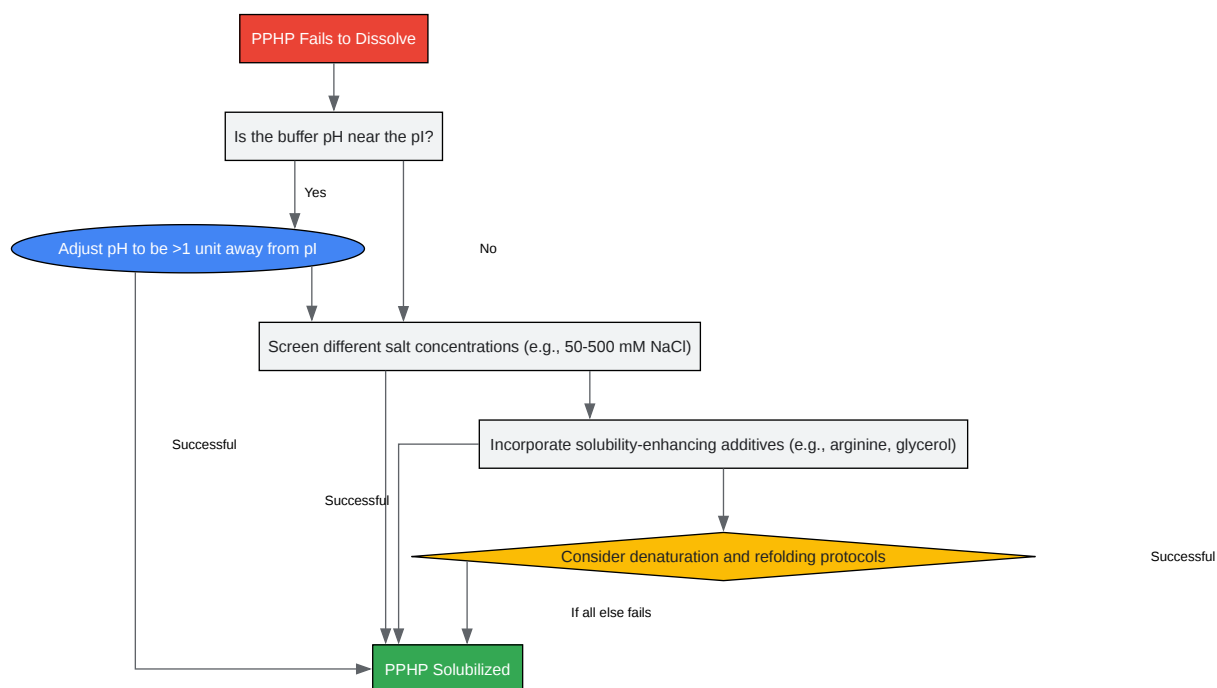 PPHP Fails to Dissolve
Is the buffer pH near the pI?
Yes
Adjust pH to be >1 unit away from pI
No
Screen different salt concentrations (e.g., 50-500 mM NaCl)
Successful
Incorporate solubility-enhancing additives (e.g., arginine, glycerol)
Successful
Consider denaturation and refolding protocols
Successful
If all else fails
PPHP Solubilized